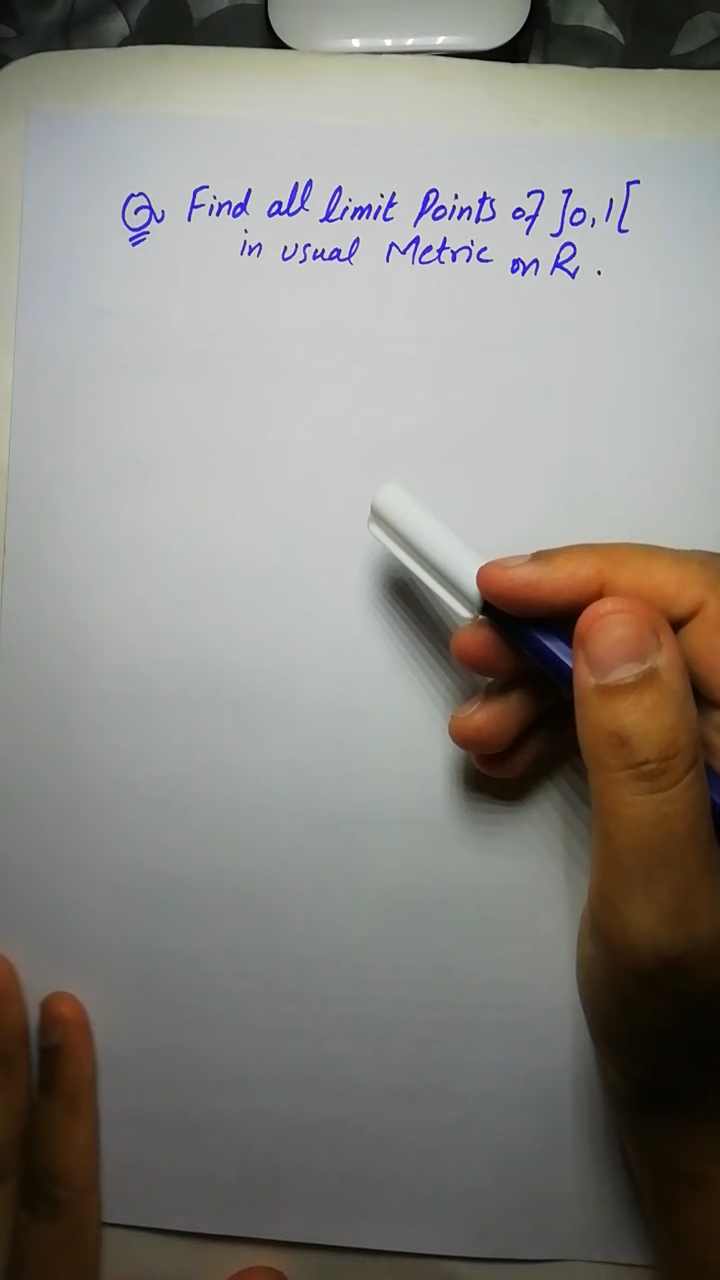 Q Find all limit Points of ]0,1[
in usual Metric on R.